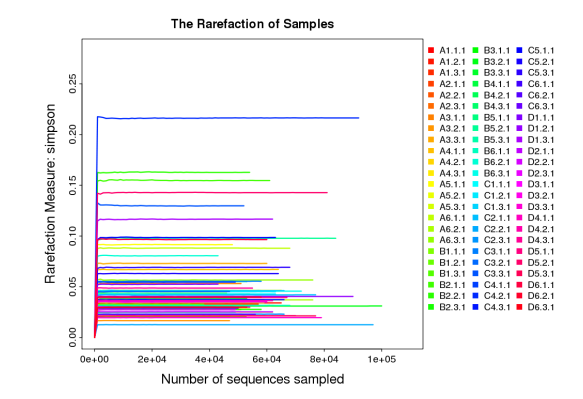 The Rarefaction of Samples
Rarefaction Measure: simpson
0.00 0.05 0.10 0.15 0.20 0.25
0e+00 2e+04 4e+04 6e+04 8e+04 1e+05
Number of sequences sampled
A1.1.1 B3.1.1 C5.1.1
A1.2.1 B3.2.1 C5.2.1
A1.3.1 B3.3.1 C5.3.1
A2.1.1 B4.1.1 C6.1.1
A2.2.1 B4.2.1 C6.2.1
A2.3.1 B4.3.1 C6.3.1
A3.1.1 B5.1.1 D1.1.1
A3.2.1 B5.2.1 D1.2.1
A3.3.1 B5.3.1 D1.3.1
A4.1.1 B6.1.1 D2.1.1
A4.2.1 B6.2.1 D2.2.1
A4.3.1 B6.3.1 D2.3.1
A5.1.1 C1.1.1 D3.1.1
A5.2.1 C1.2.1 D3.2.1
A5.3.1 C1.3.1 D3.3.1
A6.1.1 C2.1.1 D4.1.1
A6.2.1 C2.2.1 D4.2.1
A6.3.1 C2.3.1 D4.3.1
B1.1.1 C3.1.1 D5.1.1
B1.2.1 C3.2.1 D5.2.1
B1.3.1 C3.3.1 D5.3.1
B2.1.1 C4.1.1 D6.1.1
B2.2.1 C4.2.1 D6.2.1
B2.3.1 C4.3.1 D6.3.1